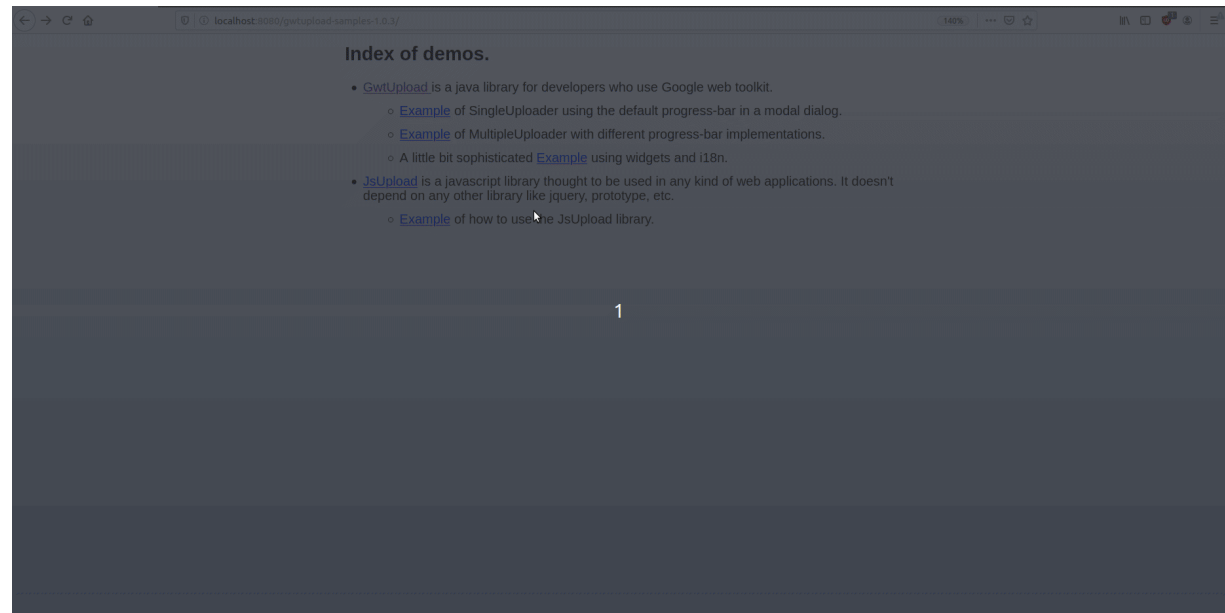 localhost:8080/gwtupload-samples-1.0.3/
140%
Index of demos.
GwtUpload is a java library for developers who use Google web toolkit.
Example of SingleUploader using the default progress-bar in a modal dialog.
Example of MultipleUploader with different progress-bar implementations.
A little bit sophisticated Example using widgets and i18n.
JsUpload is a javascript library thought to be used in any kind of web applications. It doesn't
depend on any other library like jquery, prototype, etc.
Example of how to use the JsUpload library.
1